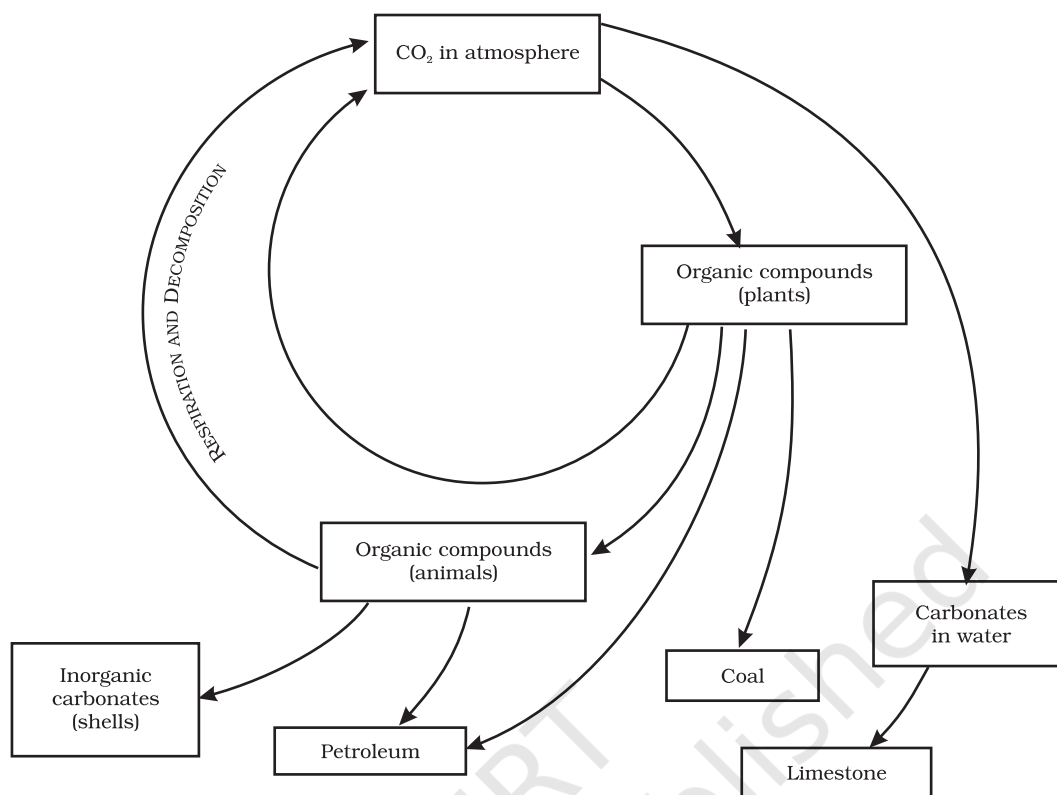 CO₂ in atmosphere
RESPIRATION AND DECOMPOSITION
Organic compounds
(plants)
Organic compounds
(animals)
Carbonates
in water
Inorganic
carbonates
(shells)
Coal
Petroleum
Limestone